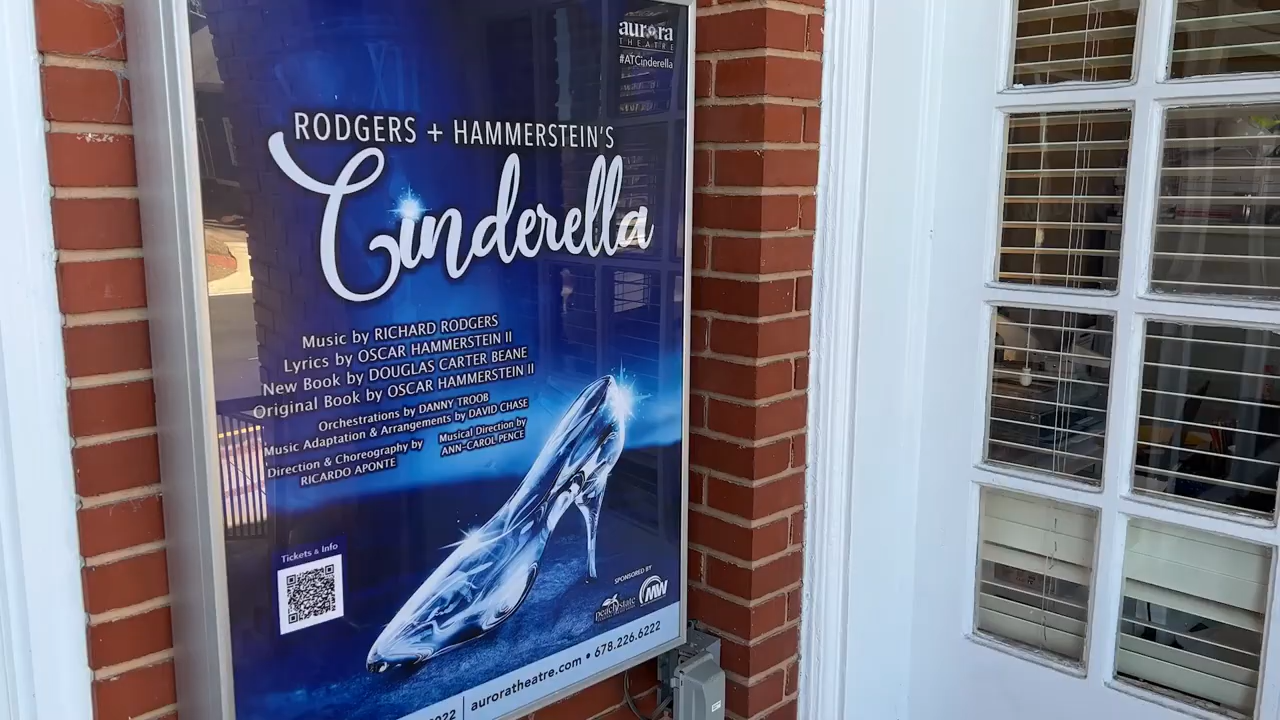 aurora
THEATRE
#ATCinderella
RODGERS + HAMMERSTEIN'S
Cinderella
Music by RICHARD RODGERS
Lyrics by OSCAR HAMMERSTEIN II
New Book by DOUGLAS CARTER BEANE
Original Book by OSCAR HAMMERSTEIN II
Orchestrations by DANNY TROOB
Music Adaptation & Arrangements by DAVID CHASE
Direction & Choreography by
RICARDO APONTE
Musical Direction by
ANN-CAROL PENCE
Tickets & Info
SPONSORED BY
peach state
MW
2022 | auroratheatre.com • 678.226.6222